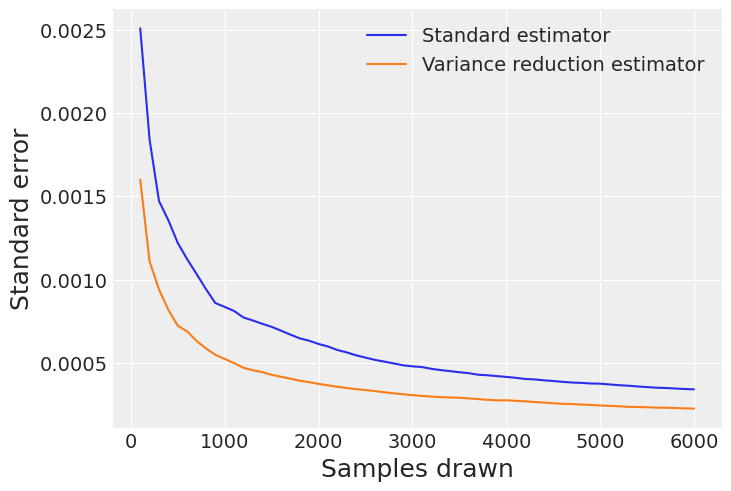 Standard estimator
Variance reduction estimator
0.0025
0.0020
0.0015
0.0010
0.0005
Standard error
0 1000 2000 3000 4000 5000 6000
Samples drawn